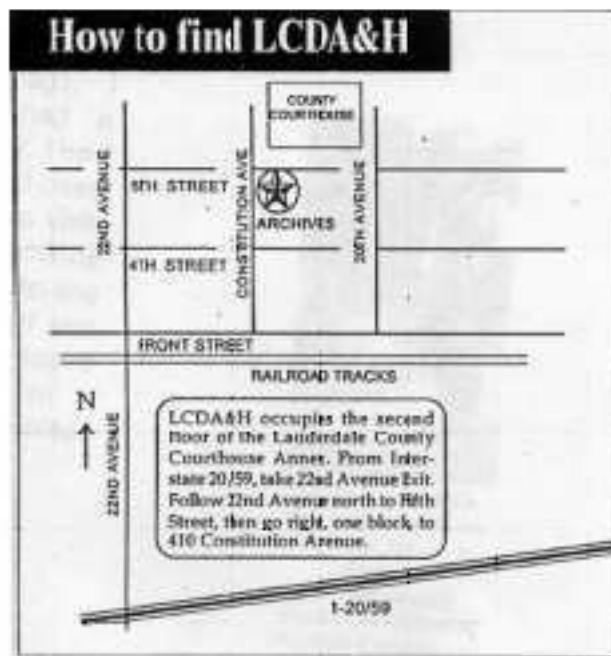 How to find LCDA&H
COUNTY
COURTHOUSE
22ND AVENUE
5TH STREET
CONSTITUTION AVE
ARCHIVES
20TH AVENUE
4TH STREET
FRONT STREET
RAILROAD TRACKS
N
22ND AVENUE
LCDA&H occupies the second
floor of the Lauderdale County
Courthouse Annex. From Inter-
state 20/59, take 22nd Avenue Exit.
Follow 22nd Avenue north to Fifth
Street, then go right, one block, to
410 Constitution Avenue.
1-20/59